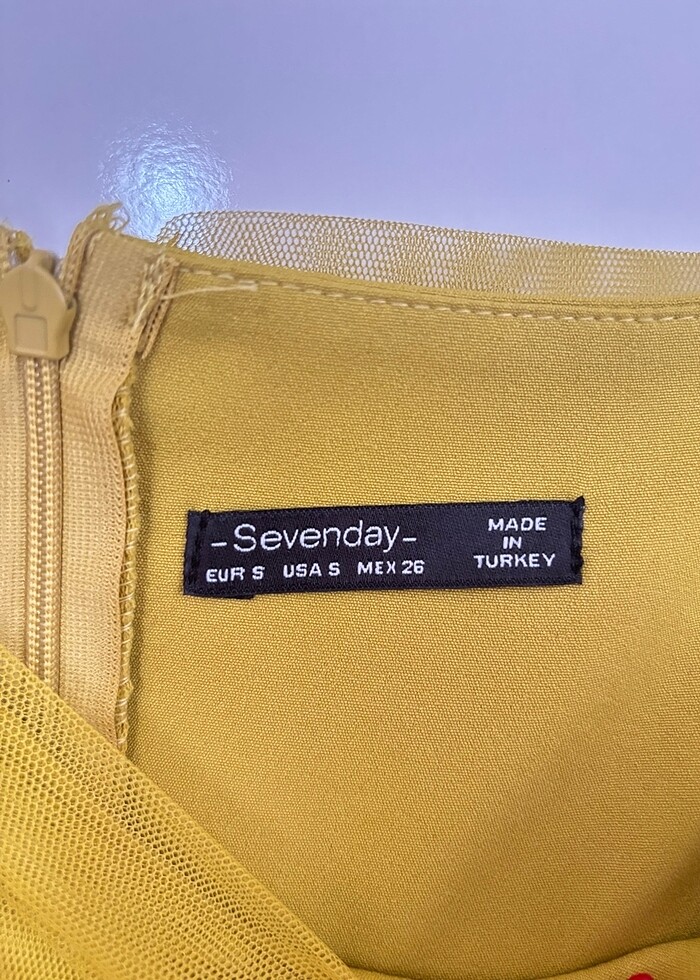 -Sevenday-
EUR S USA S MEX 26
MADE
IN
TURKEY